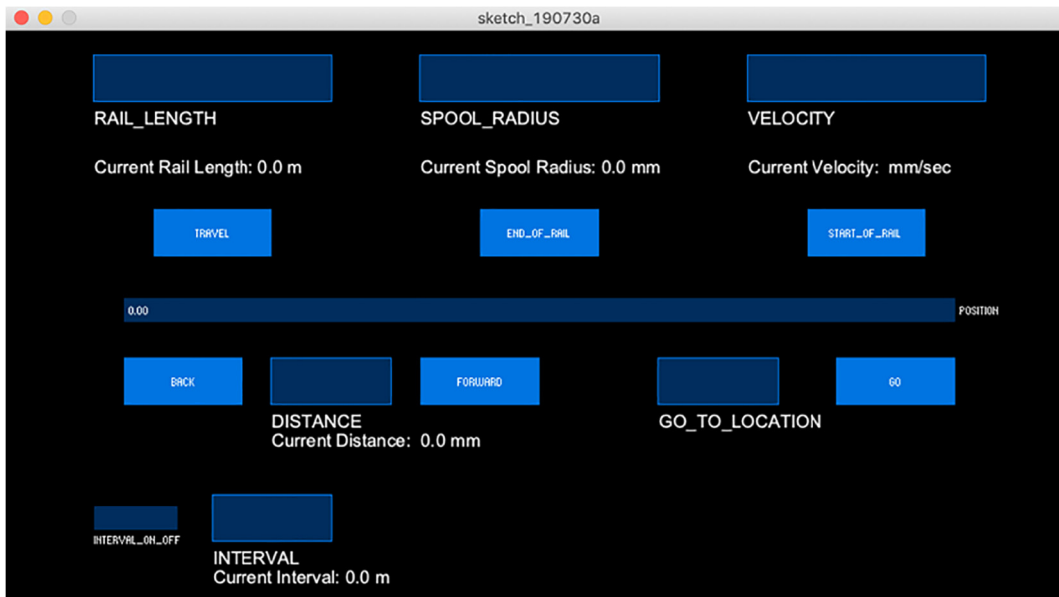 sketch_190730a
RAIL_LENGTH
SPOOL_RADIUS
VELOCITY
Current Rail Length: 0.0 m
Current Spool Radius: 0.0 mm
Current Velocity:  mm/sec
TRAVEL
END_OF_RAIL
START_OF_RAIL
0.00
POSITION
BACK
FORWARD
GO
DISTANCE
Current Distance:  0.0 mm
GO_TO_LOCATION
INTERVAL_ON_OFF
INTERVAL
Current Interval: 0.0 m